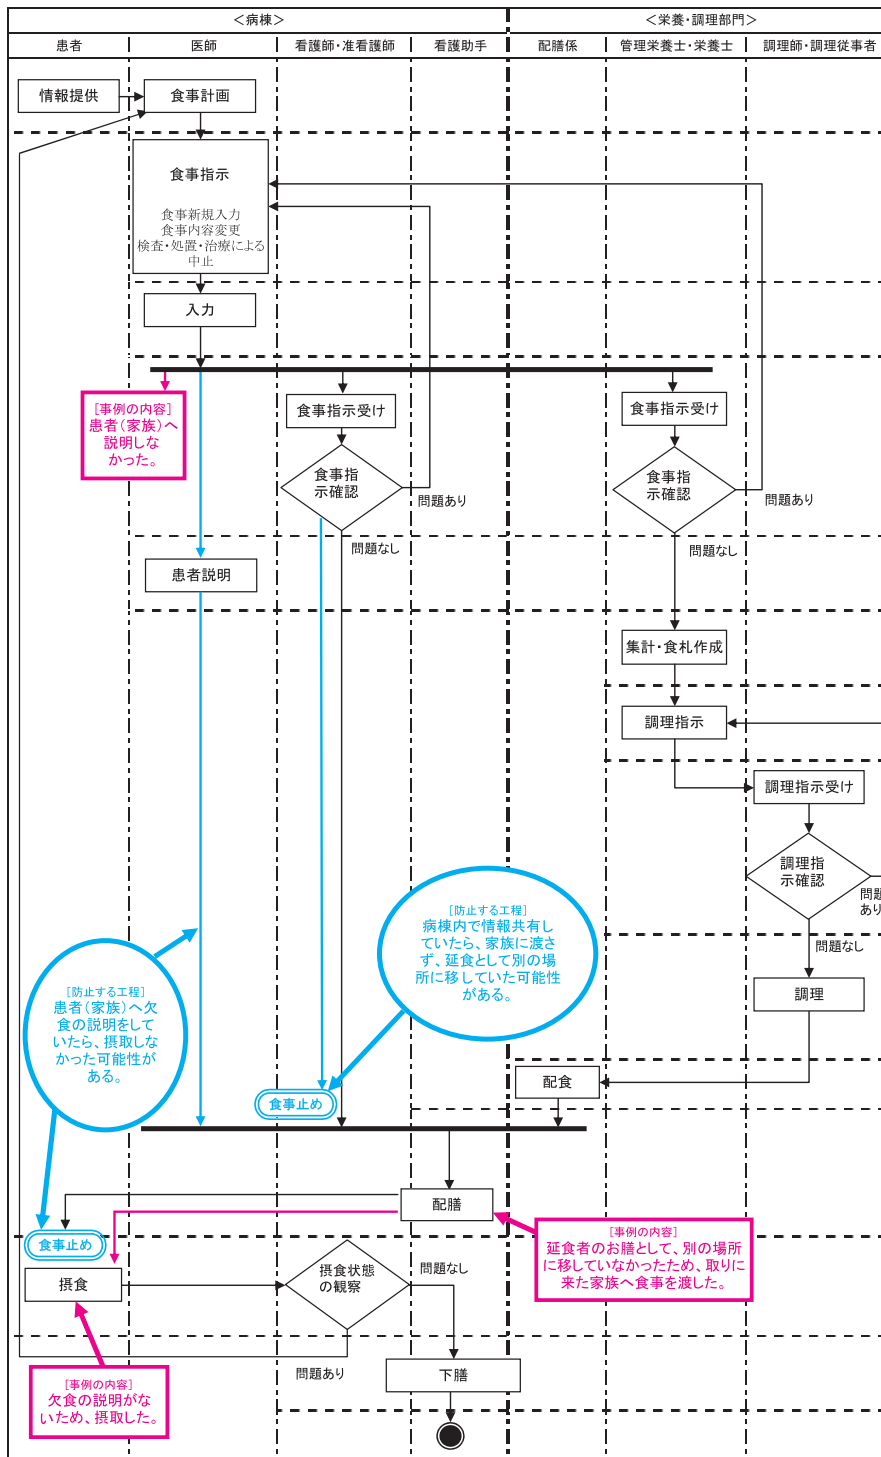 ＜病棟＞
＜栄養・調理部門＞
患者
医師
看護師・准看護師
看護助手
配膳係
管理栄養士・栄養士
調理師・調理従事者
情報提供
食事計画
食事指示
食事新規入力
食事内容変更
検査・処置・治療による
中止
入力
［事例の内容］
患者（家族）へ
説明しな
かった。
食事指示受け
食事指
示確認
問題あり
問題なし
食事指示受け
食事指
示確認
問題あり
問題なし
患者説明
集計・食札作成
調理指示
調理指示受け
調理指
示確認
問題
あり
問題なし
調理
［防止する工程］
病棟内で情報共有し
ていたら、家族に渡さ
ず、延食として別の場
所に移していた可能性
がある。
［防止する工程］
患者（家族）へ欠
食の説明をして
いたら、摂取しな
かった可能性が
ある。
配食
食事止め
配膳
食事止め
［事例の内容］
延食者のお膳として、別の場所
に移していなかったため、取りに
来た家族へ食事を渡した。
摂食
摂食状態
の観察
問題なし
問題あり
下膳
［事例の内容］
欠食の説明がな
いため、摂取した。